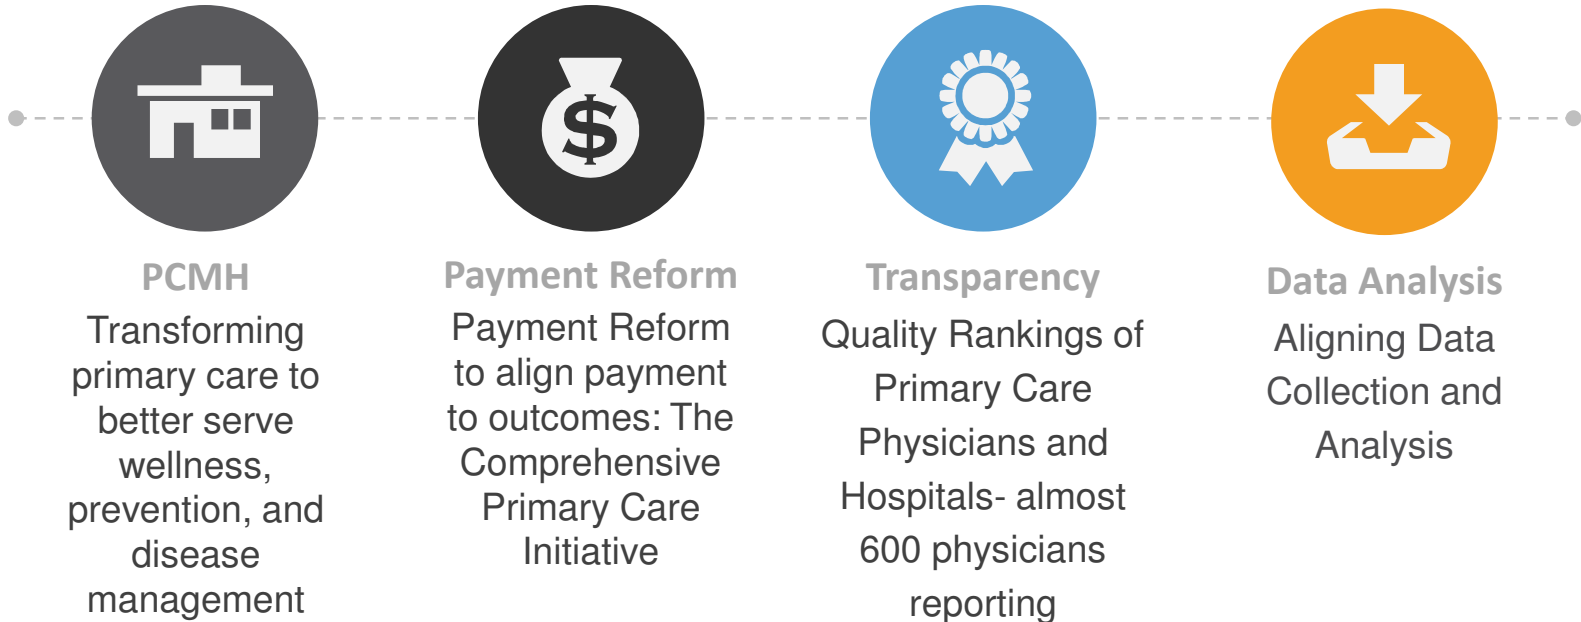 $
PCMH
Transforming
primary care to
better serve
wellness,
prevention, and
disease
management
Payment Reform
Payment Reform
to align payment
to outcomes: The
Comprehensive
Primary Care
Initiative
Transparency
Quality Rankings of
Primary Care
Physicians and
Hospitals- almost
600 physicians
reporting
Data Analysis
Aligning Data
Collection and
Analysis